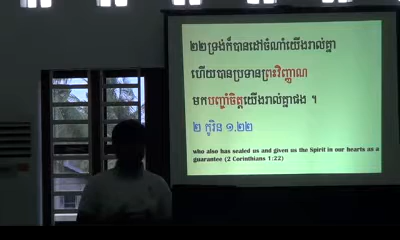 ២២ទ្រង់ក៏បានដៅចំណាំយើងរាល់គ្នា
ហើយបានប្រទានព្រះវិញ្ញាណ
មកបញ្ចាំចិត្តយើងរាល់គ្នាផង ។
២ កូរិន ១.២២
who also has sealed us and given us the Spirit in our hearts as a
guarantee (2 Corinthians 1:22)